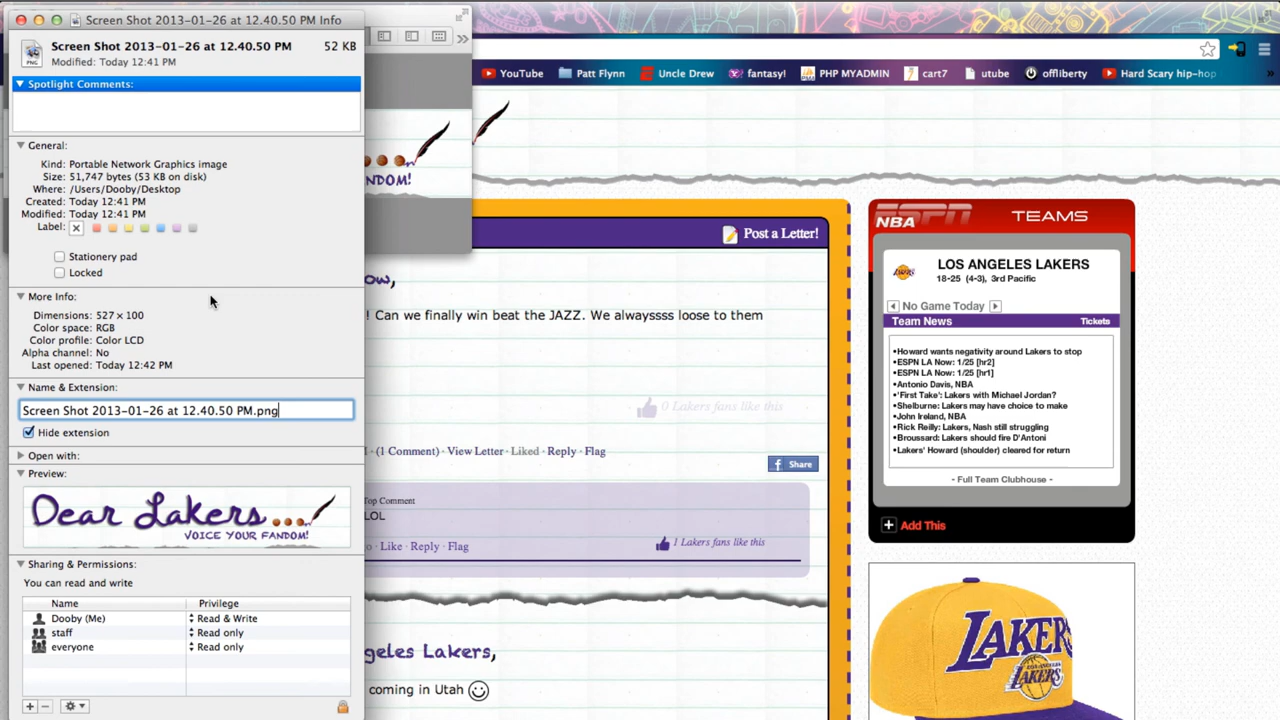 Screen Shot 2013-01-26 at 12.40.50 PM Info
PNG
Screen Shot 2013-01-26 at 12.40.50 PM 52 KB
Modified: Today 12:41 PM
Spotlight Comments:
General:
Kind: Portable Network Graphics image
Size: 51,747 bytes (53 KB on disk)
Where: /Users/Dooby/Desktop
Created: Today 12:41 PM
Modified: Today 12:41 PM
Label:
Stationery pad
Locked
More Info:
Dimensions: 527 × 100
Color space: RGB
Color profile: Color LCD
Alpha channel: No
Last opened: Today 12:42 PM
Name & Extension:
Screen Shot 2013-01-26 at 12.40.50 PM.png
Hide extension
Open with:
Preview:
Dear Lakers...
VOICE YOUR FANDOM!
Sharing & Permissions:
You can read and write
Name Privilege
Dooby (Me) Read & Write
staff Read only
everyone Read only
YouTube Patt Flynn Uncle Drew fantasy! PHP MYADMIN cart7 utube offliberty Hard Scary hip-hop
NDOM!
Post a Letter!
ow,
! Can we finally win beat the JAZZ. We alwayssss loose to them
0 Lakers fans like this
(1 Comment) · View Letter · Liked · Reply · Flag
Share
Top Comment
LOL
o · Like · Reply · Flag
1 Lakers fans like this
geles Lakers,
coming in Utah
ESPN
NBA
TEAMS
LOS ANGELES LAKERS
18-25 (4-3), 3rd Pacific
No Game Today
Team News Tickets
•Howard wants negativity around Lakers to stop
•ESPN LA Now: 1/25 [hr2]
•ESPN LA Now: 1/25 [hr1]
•Antonio Davis, NBA
•'First Take': Lakers with Michael Jordan?
•Shelburne: Lakers may have choice to make
•John Ireland, NBA
•Rick Reilly: Lakers, Nash still struggling
•Broussard: Lakers should fire D'Antoni
•Lakers' Howard (shoulder) cleared for return
- Full Team Clubhouse -
Add This
LAKERS
LAKERS